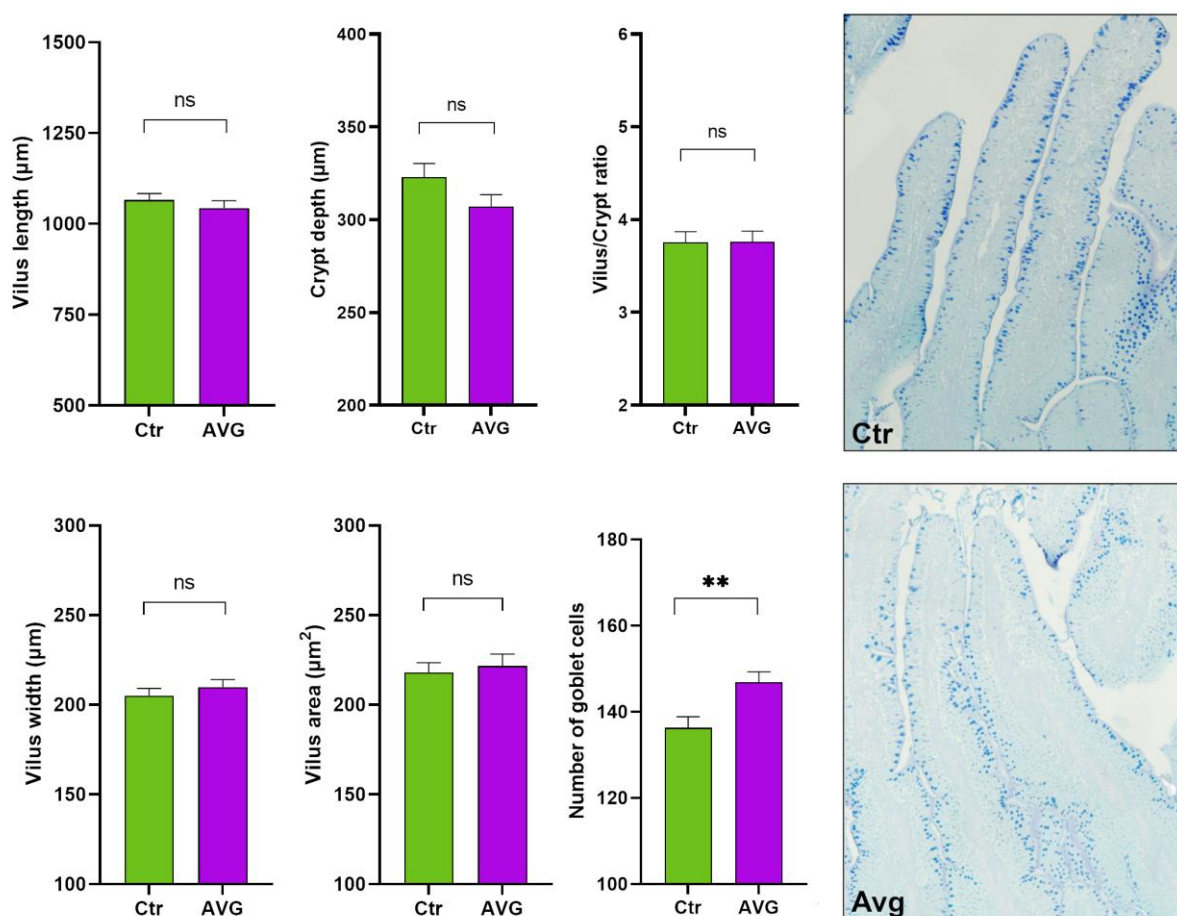 Vilus length (µm)
1500
1250
1000
750
500
ns
Ctr
AVG
Crypt depth (µm)
400
350
300
250
200
ns
Ctr
AVG
Vilus/Crypt ratio
6
5
4
3
2
ns
Ctr
AVG
Ctr
Vilus width (µm)
300
250
200
150
100
ns
Ctr
AVG
Vilus area (µm²)
300
250
200
150
100
ns
Ctr
AVG
Number of goblet cells
180
160
140
120
100
**
Ctr
AVG
Avg